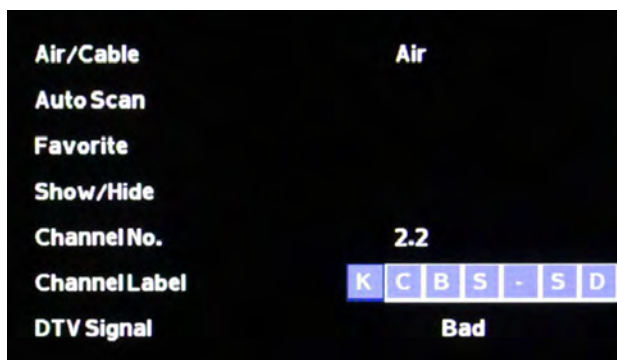 Air/Cable Air
Auto Scan
Favorite
Show/Hide
Channel No. 2.2
Channel Label KCBS-SD
DTV Signal Bad